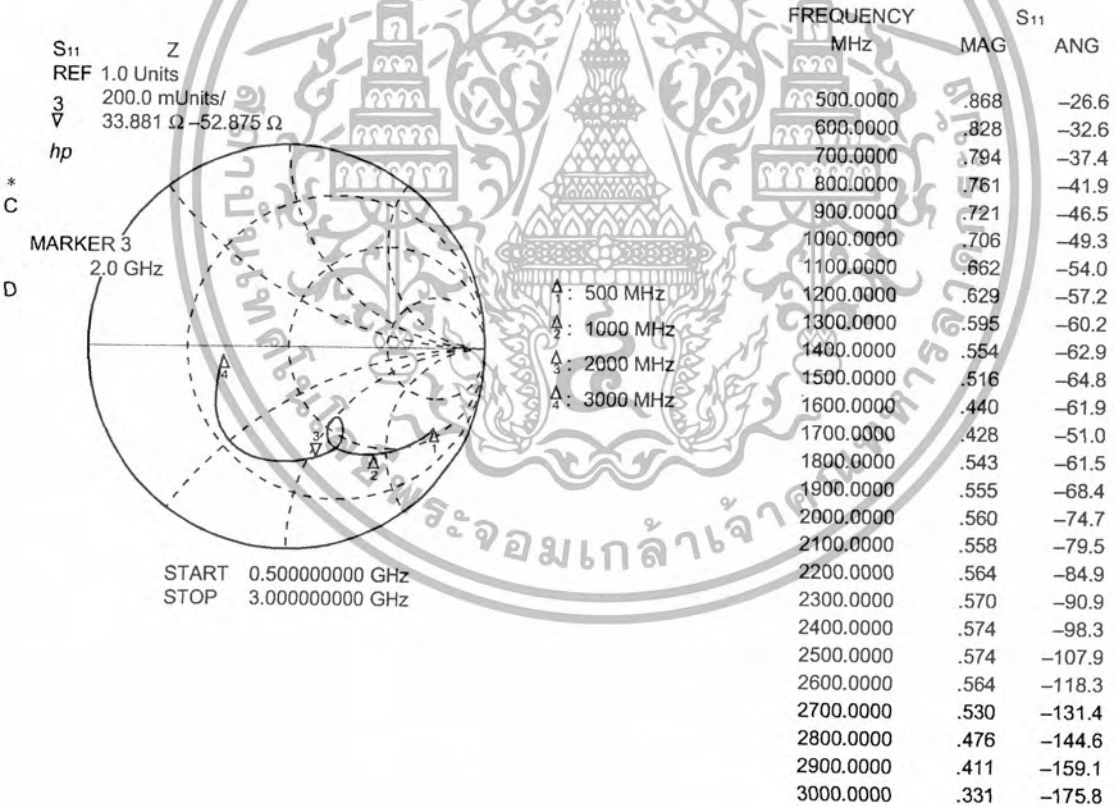 S11 Z
REF 1.0 Units
3 200.0 mUnits/
∇ 33.881 Ω –52.875 Ω
hp
*
C
MARKER 3
2.0 GHz
D
4
3
2
1
Δ1 : 500 MHz
Δ2 : 1000 MHz
Δ3 : 2000 MHz
Δ4 : 3000 MHz
START 0.500000000 GHz
STOP 3.000000000 GHz
FREQUENCY S11
MHz MAG ANG
500.0000 .868 –26.6
600.0000 .828 –32.6
700.0000 .794 –37.4
800.0000 .761 –41.9
900.0000 .721 –46.5
1000.0000 .706 –49.3
1100.0000 .662 –54.0
1200.0000 .629 –57.2
1300.0000 .595 –60.2
1400.0000 .554 –62.9
1500.0000 .516 –64.8
1600.0000 .440 –61.9
1700.0000 .428 –51.0
1800.0000 .543 –61.5
1900.0000 .555 –68.4
2000.0000 .560 –74.7
2100.0000 .558 –79.5
2200.0000 .564 –84.9
2300.0000 .570 –90.9
2400.0000 .574 –98.3
2500.0000 .574 –107.9
2600.0000 .564 –118.3
2700.0000 .530 –131.4
2800.0000 .476 –144.6
2900.0000 .411 –159.1
3000.0000 .331 –175.8